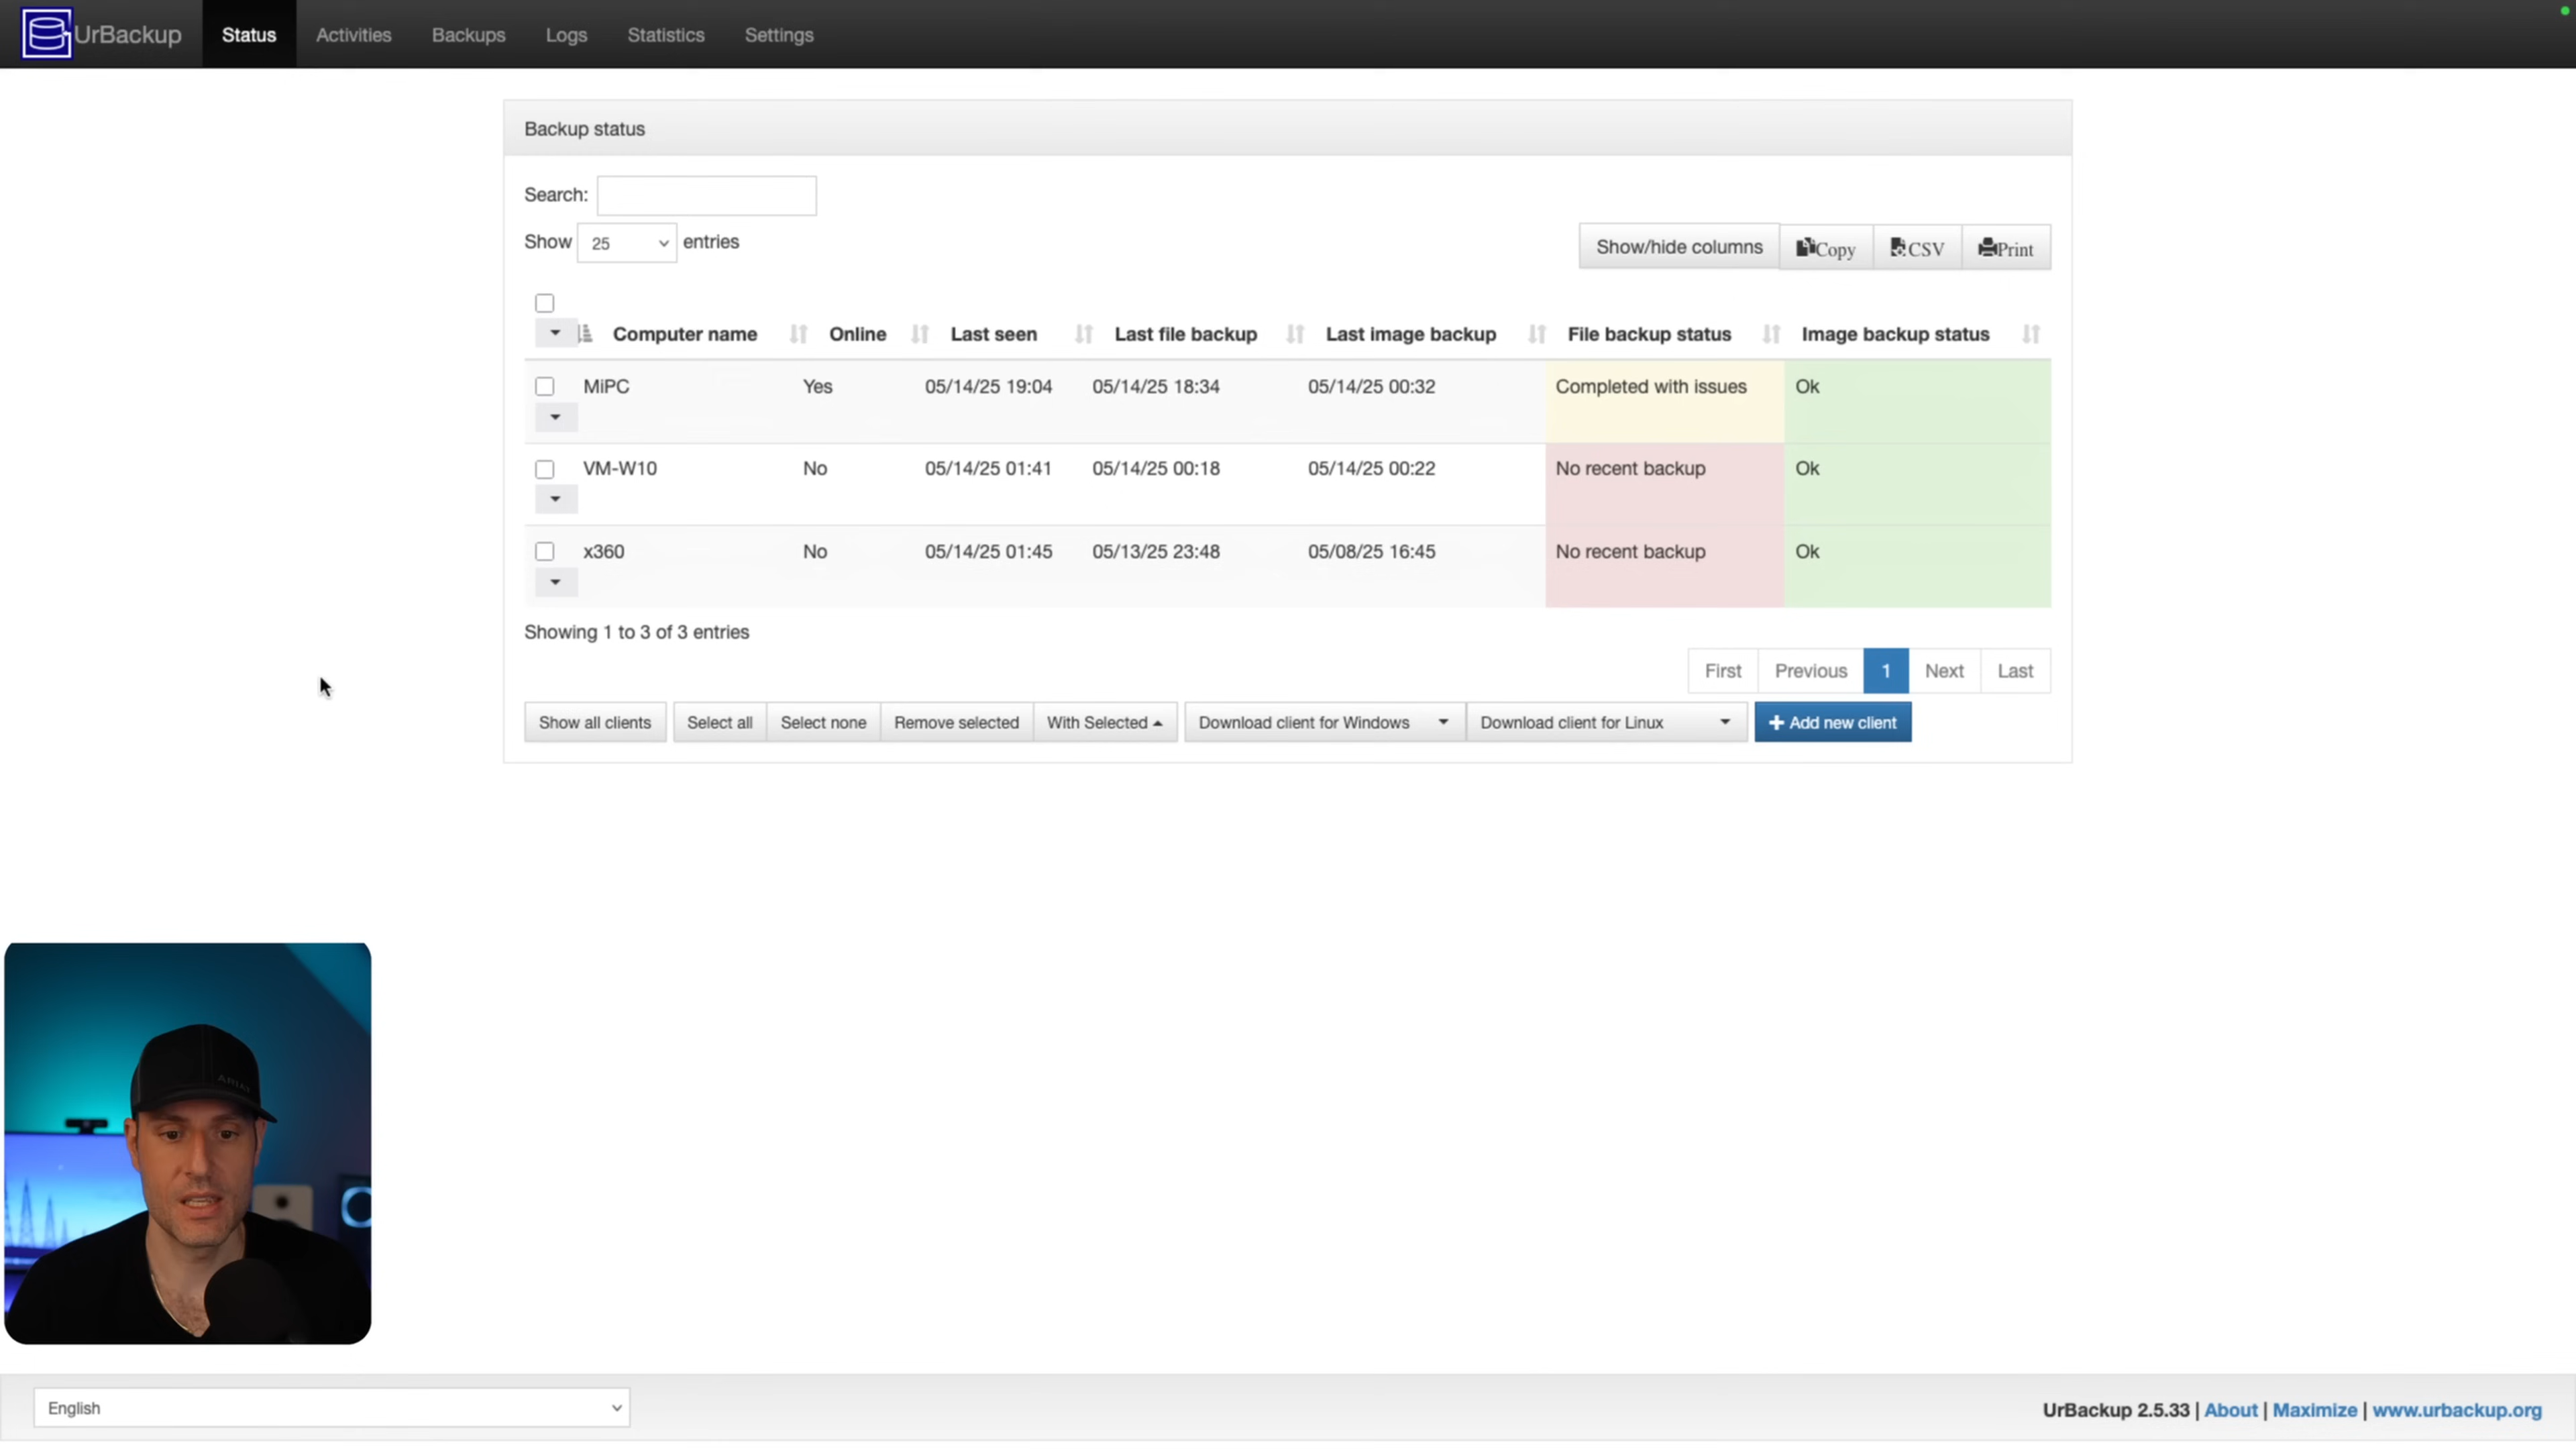 UrBackup Status Activities Backups Logs Statistics Settings
Backup status
Search:
Show 25 entries
Show/hide columns Copy CSV Print
Computer name Online Last seen Last file backup Last image backup File backup status Image backup status
MiPC Yes 05/14/25 19:04 05/14/25 18:34 05/14/25 00:32 Completed with issues Ok
VM-W10 No 05/14/25 01:41 05/14/25 00:18 05/14/25 00:22 No recent backup Ok
x360 No 05/14/25 01:45 05/13/25 23:48 05/08/25 16:45 No recent backup Ok
Showing 1 to 3 of 3 entries
First Previous 1 Next Last
Show all clients Select all Select none Remove selected With Selected Download client for Windows Download client for Linux Add new client
English
UrBackup 2.5.33 | About | Maximize | www.urbackup.org